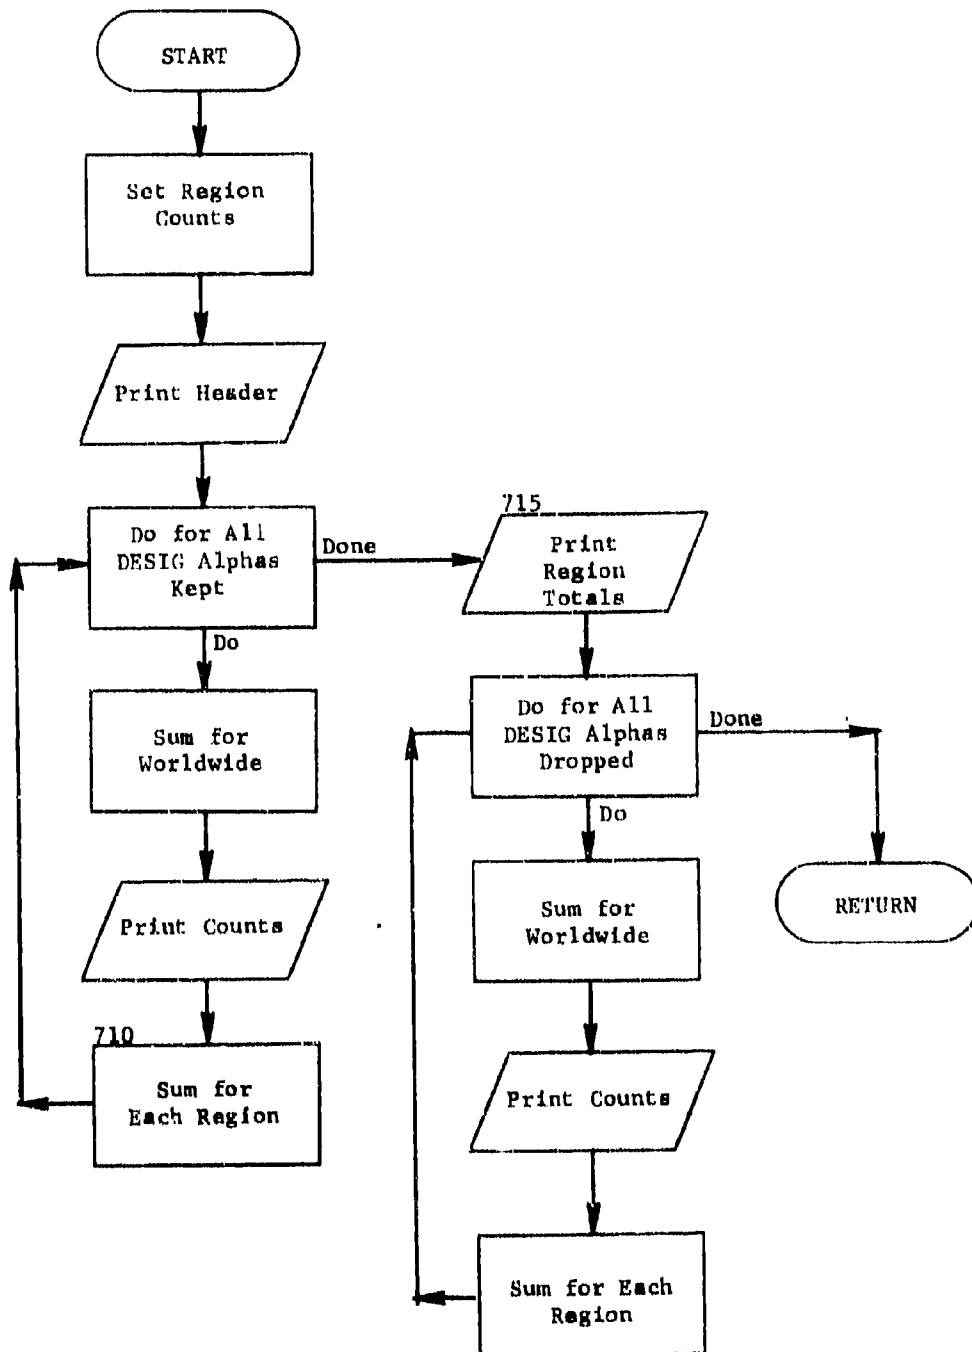 START
Set Region
Counts
Print Header
Do for All
DESIG Alphas
Kept
Done
Do
Sum for
Worldwide
Print Counts
710
Sum for
Each Region
715
Print
Region
Totals
Do for All
DESIG Alphas
Dropped
Done
Do
Sum for
Worldwide
Print Counts
Sum for Each
Region
RETURN